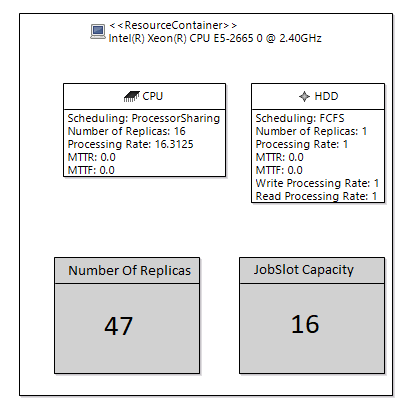 <<ResourceContainer>>
Intel(R) Xeon(R) CPU E5-2665 0 @ 2.40GHz
CPU
Scheduling: ProcessorSharing
Number of Replicas: 16
Processing Rate: 16.3125
MTTR: 0.0
MTTF: 0.0
HDD
Scheduling: FCFS
Number of Replicas: 1
Processing Rate: 1
MTTR: 0.0
MTTF: 0.0
Write Processing Rate: 1
Read Processing Rate: 1
Number Of Replicas
47
JobSlot Capacity
16